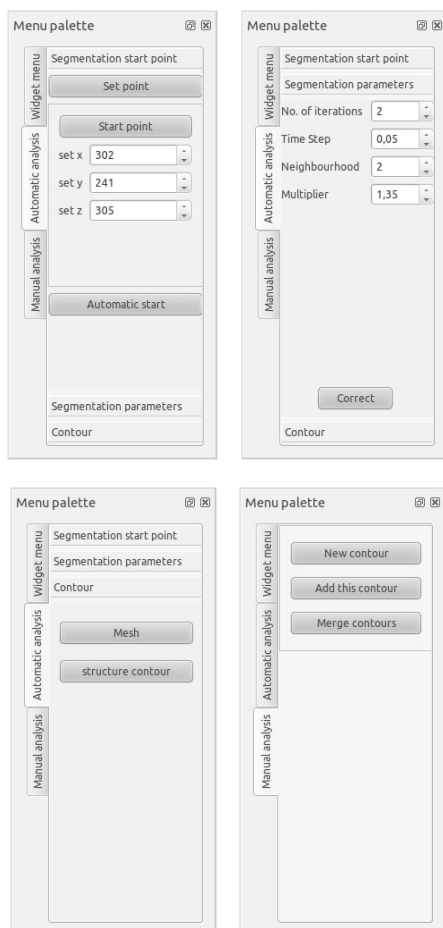 Menu palette
Widget menu
Automatic analysis
Manual analysis
Segmentation start point
Set point
Start point
set x 302
set y 241
set z 305
Automatic start
Segmentation parameters
Contour
Menu palette
Widget menu
Automatic analysis
Manual analysis
Segmentation start point
Segmentation parameters
No. of iterations 2
Time Step 0,05
Neighbourhood 2
Multiplier 1,35
Correct
Contour
Menu palette
Widget menu
Automatic analysis
Manual analysis
Segmentation start point
Segmentation parameters
Contour
Mesh
structure contour
Menu palette
Widget menu
Automatic analysis
Manual analysis
New contour
Add this contour
Merge contours